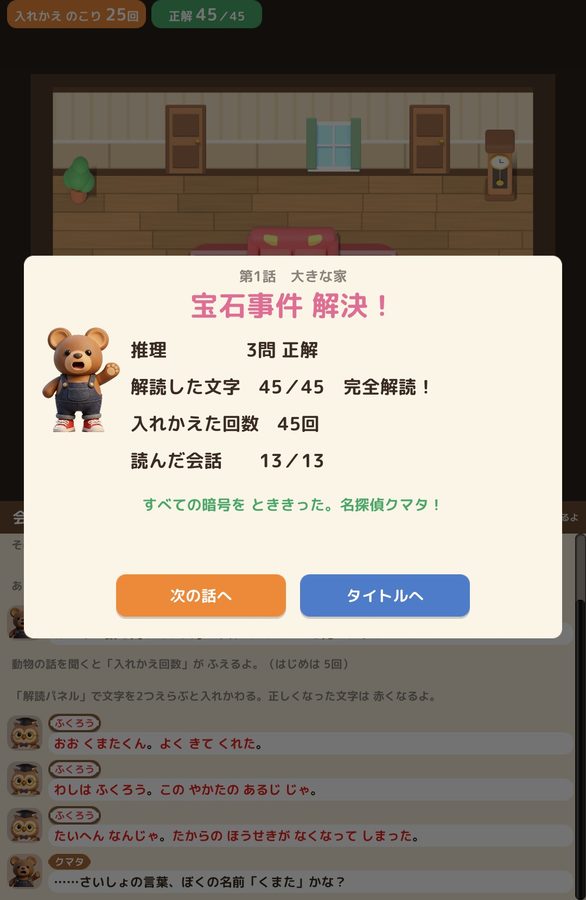 入れかえ のこり 25回
正解 45／45
第1話　大きな家
宝石事件 解決！
推理　3問 正解
解読した文字　45／45　完全解読！
入れかえた回数　45回
読んだ会話　13／13
すべての暗号を とききった。名探偵クマタ！
次の話へ
タイトルへ
動物の話を聞くと「入れかえ回数」が ふえるよ。（はじめは 5回）
「解読パネル」で文字を2つえらぶと入れかわる。正しくなった文字は 赤くなるよ。
ふくろう
おお くまたくん。よく きて くれた。
ふくろう
わしは ふくろう。この やかたの あるじ じゃ。
ふくろう
たいへん なんじゃ。たからの ほうせきが なくなって しまった。
クマタ
……さいしょの言葉、ぼくの名前「くまた」かな？